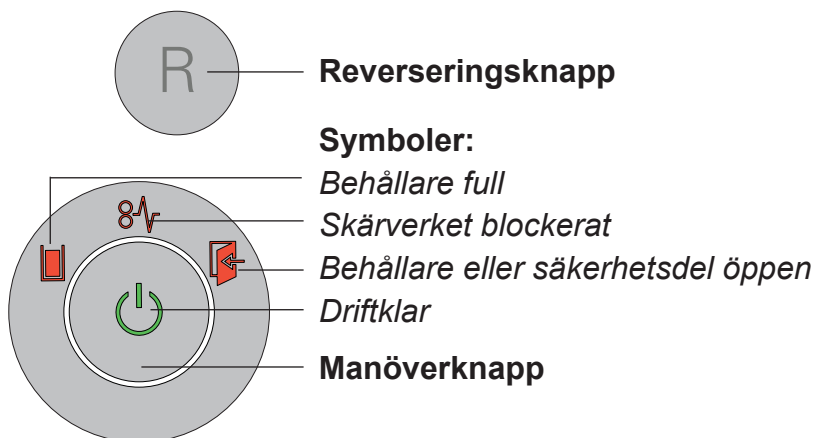 R
Reverseringsknapp
Symboler:
Behållare full
Skärverket blockerat
Behållare eller säkerhetsdel öppen
Driftklar
Manöverknapp